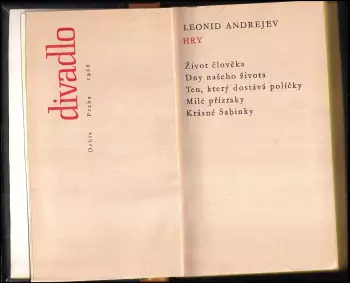 divadlo
Orbis Praha 1968
LEONID ANDREJEV
HRY
Život člověka
Dny našeho života
Ten, který dostává políčky
Milé přízraky
Krásné Sabinky